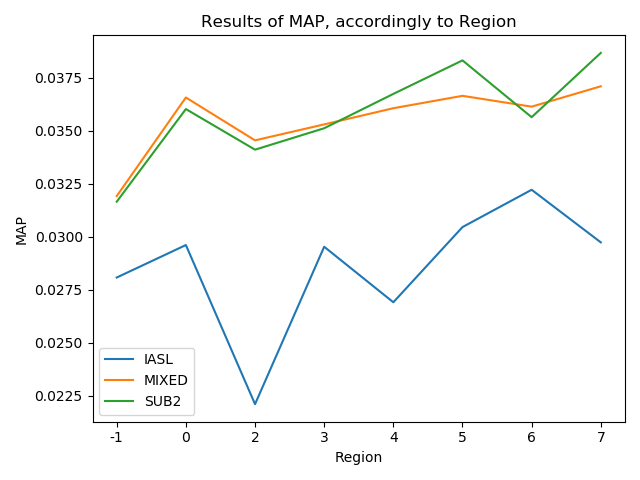 Results of MAP, accordingly to Region
MAP
0.0375
0.0350
0.0325
0.0300
0.0275
0.0250
0.0225
IASL
MIXED
SUB2
-1 0 2 3 4 5 6 7
Region